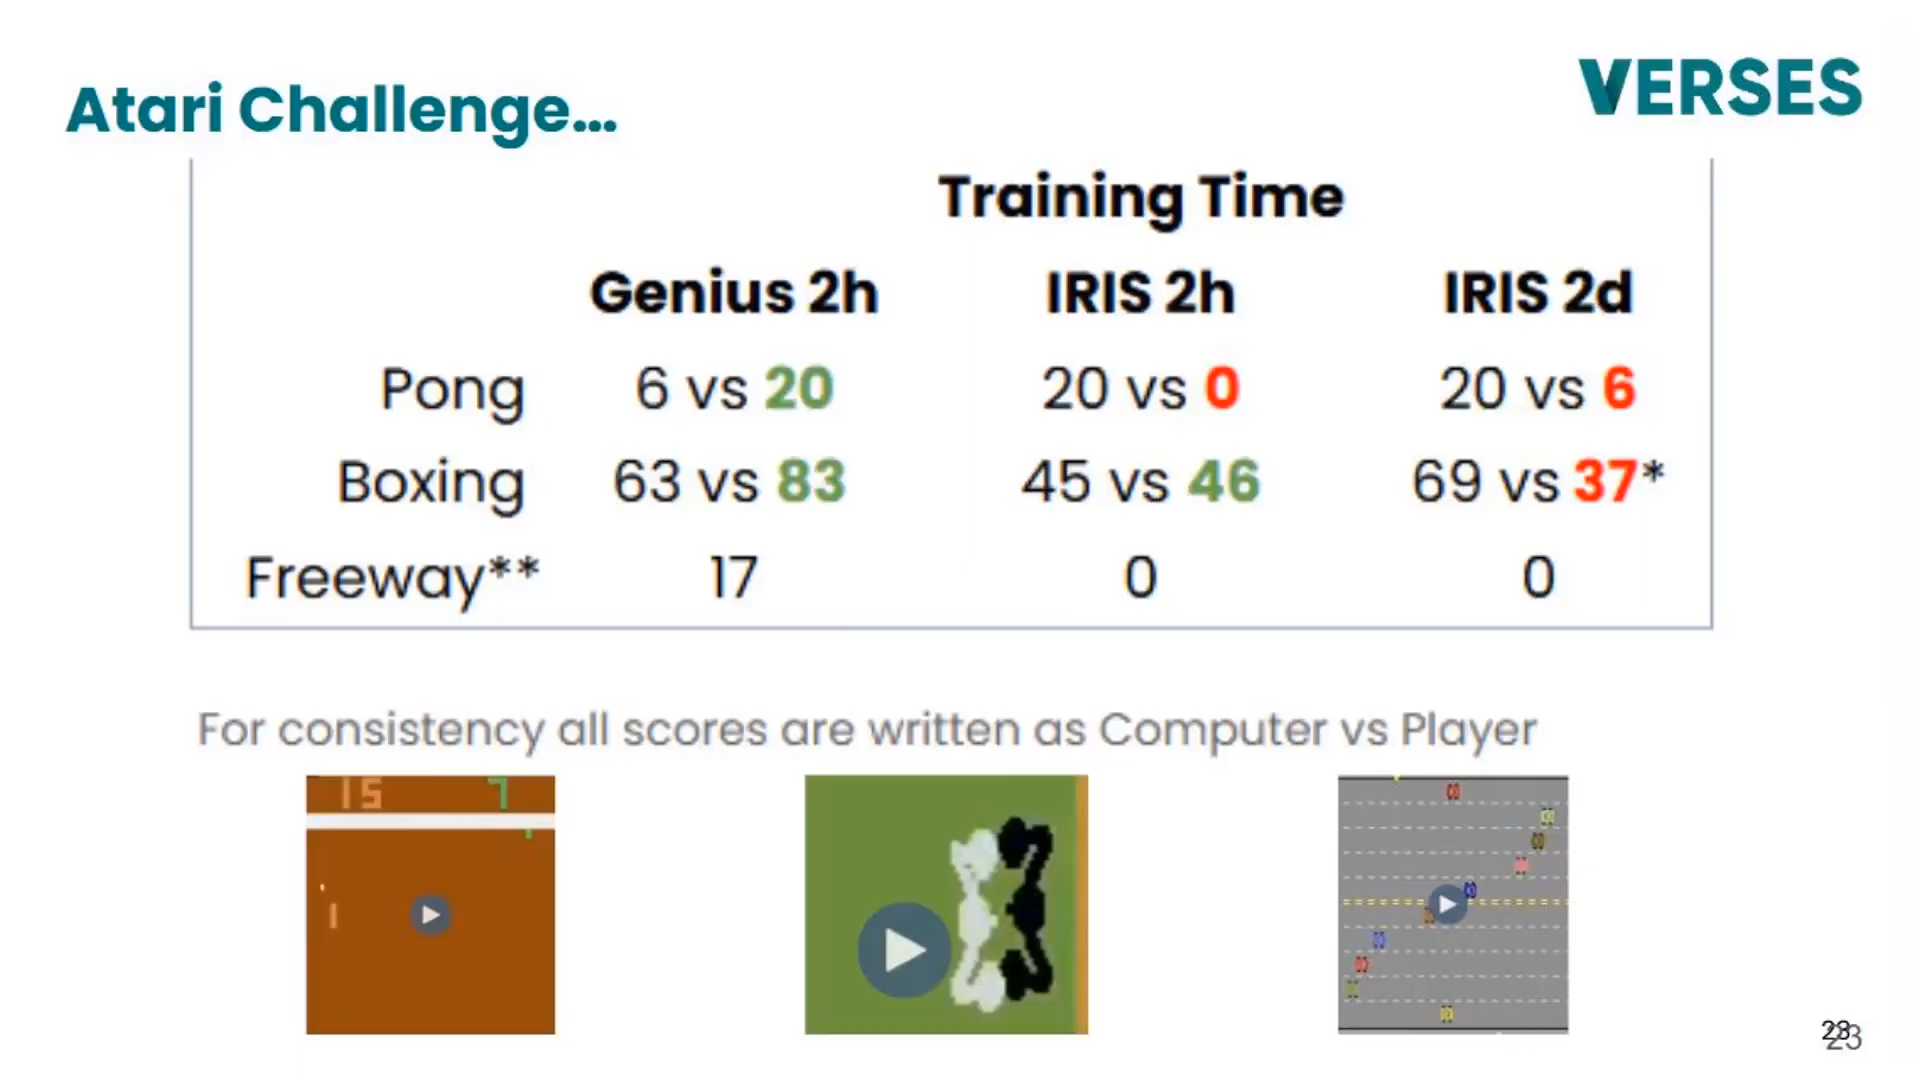 Atari Challenge...
VERSES
Training Time
Genius 2h IRIS 2h IRIS 2d
Pong 6 vs 20 20 vs 0 20 vs 6
Boxing 63 vs 83 45 vs 46 69 vs 37*
Freeway** 17 0 0
For consistency all scores are written as Computer vs Player
15 7
23
23